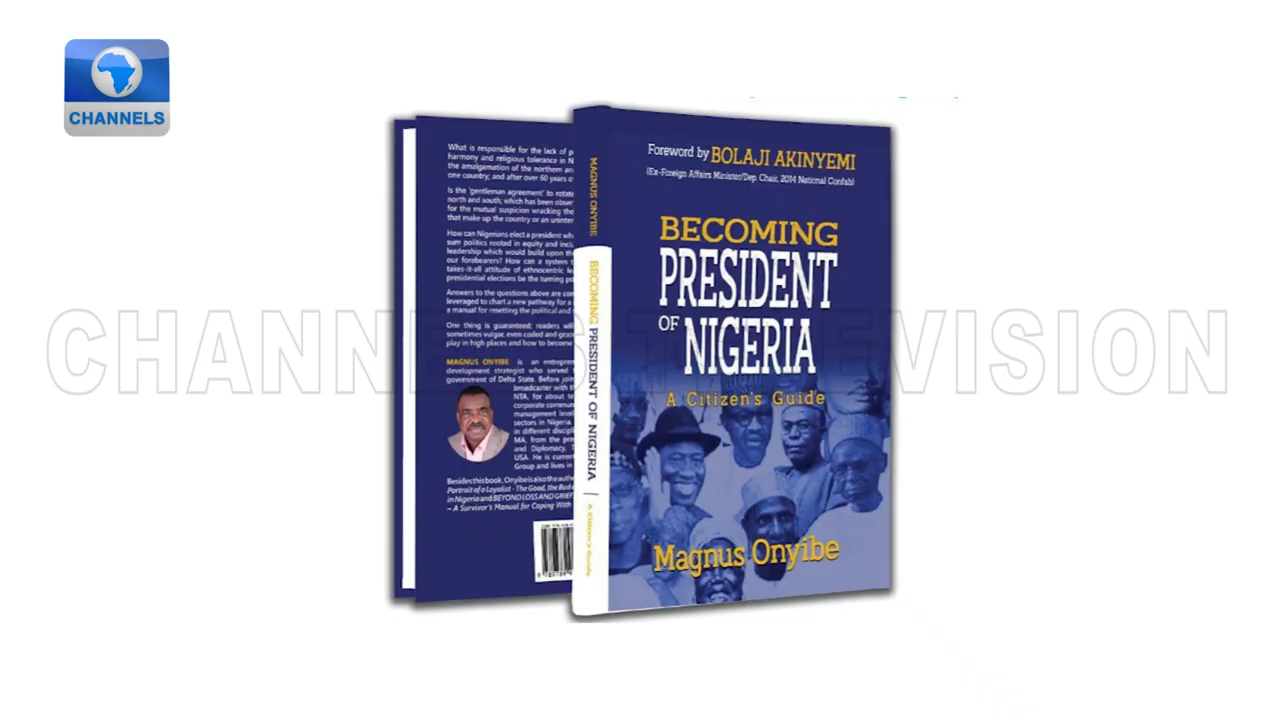 CHANNELS
What is responsible for the lack of p
harmony and religious tolerance in N
the amalgamation of the northern an
one country; and after over 60 years o
Is the 'gentleman agreement' to rotate
north and south; which has been obser
for the mutual suspicion wracking the
that make up the country or an uninter
How can Nigerians elect a president wh
sum politics rooted in equity and incl
leadership which would build upon th
our forebearers? How can a system t
takes-it-all attitude of ethnocentric le
presidential elections be the turning po
Answers to the questions above are con
leveraged to chart a new pathway for a
a manual for resetting the political and
One thing is guaranteed; readers wil
sometimes vulgar, even coded and gran
play in high places and how to become
MAGNUS ONYIBE is an entrepren
development strategist who served
government of Delta State. Before join
broadcaster with th
NTA, for about te
corporate commun
management level
sectors in Nigeria.
in different discipl
MA, from the pre
and Diplomacy, T
USA. He is curren
Group and lives in
Besides this book, Onyibe is also the auth
Portrait of a Loyalist - The Good, the Bad
in Nigeria and BEYOND LOSS AND GRIEF
– A Survivor's Manual for Coping With
MAGNUS ONYIBE
BECOMING PRESIDENT OF NIGERIA
A Citizen's Guide
Foreword by BOLAJI AKINYEMI
(Ex-Foreign Affairs Minister/Dep. Chair, 2014 National Confab)
BECOMING
PRESIDENT
OF NIGERIA
A Citizen's Guide
Magnus Onyibe
CHANNELS TELEVISION